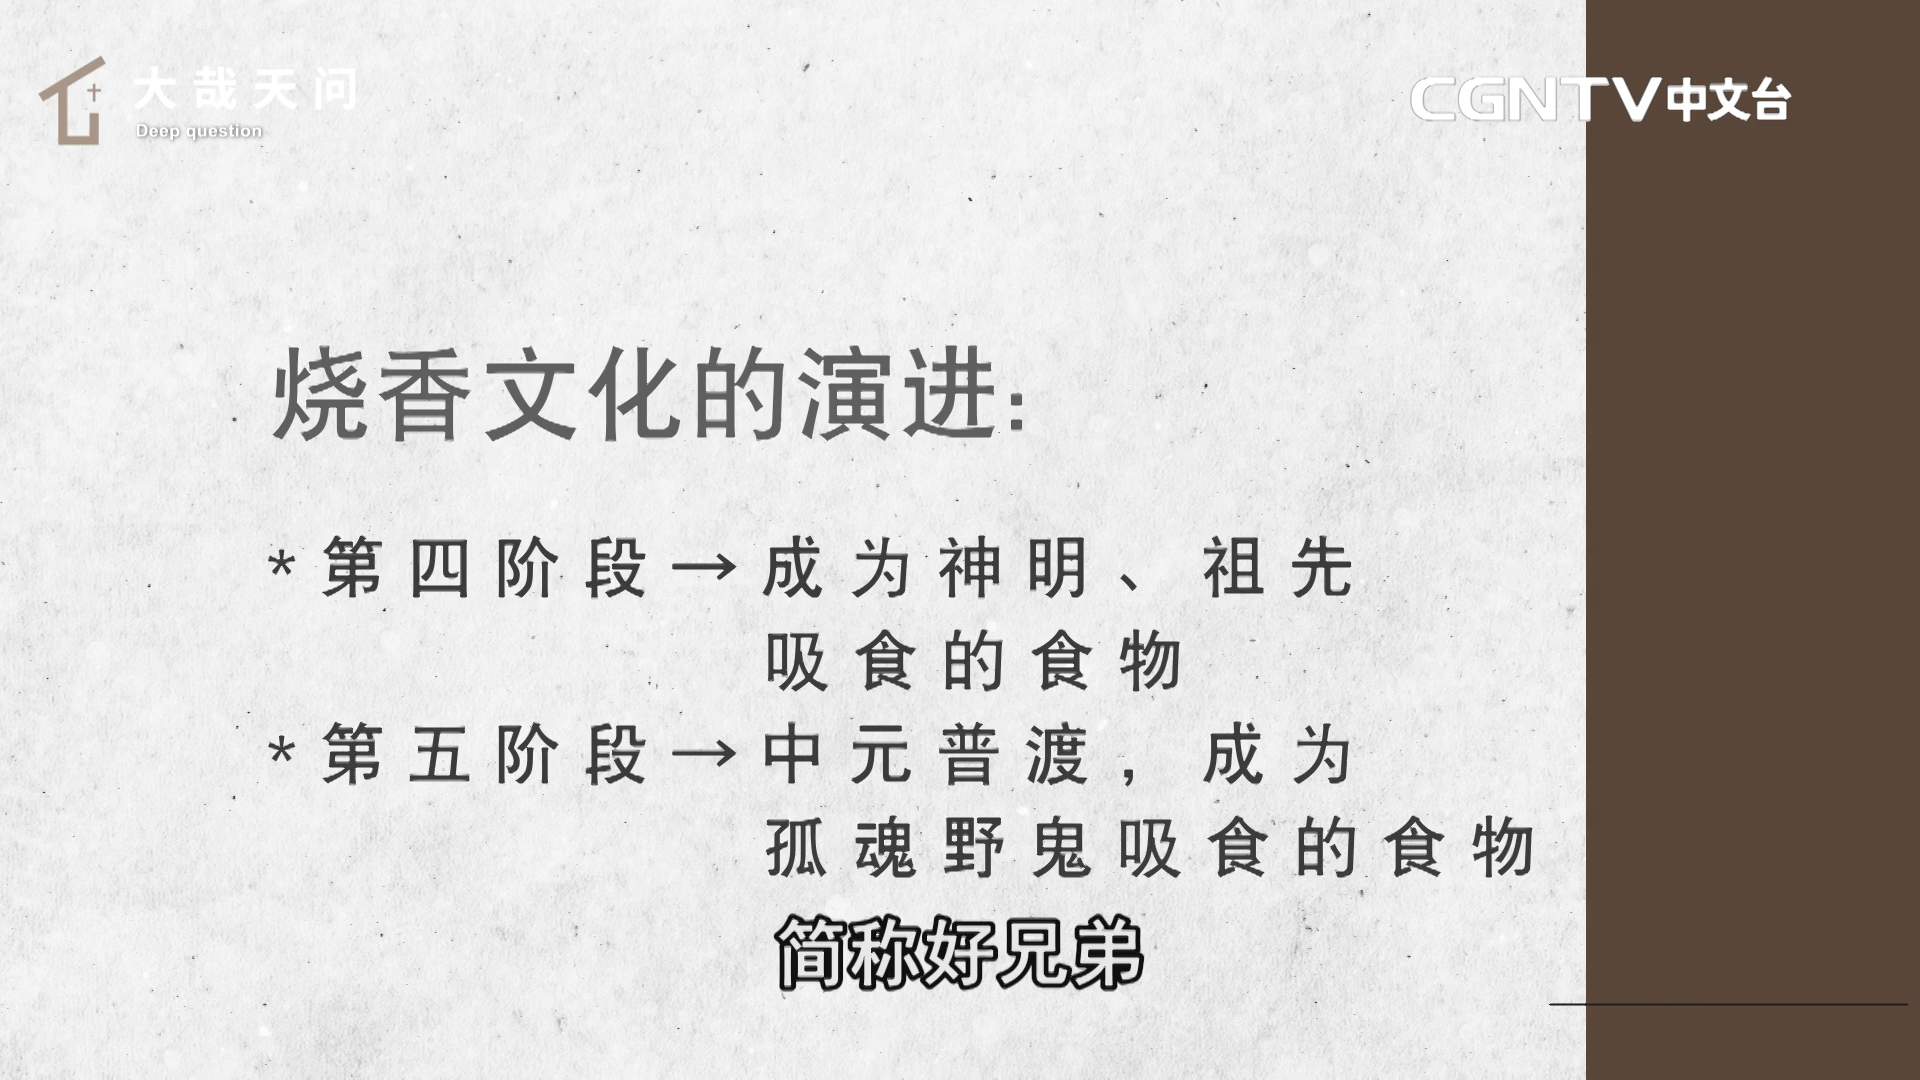 大哉天问
Deep question
CGNTV中文台
烧香文化的演进:
*第四阶段→成为神明、祖先
吸食的食物
*第五阶段→中元普渡,成为
孤魂野鬼吸食的食物
简称好兄弟